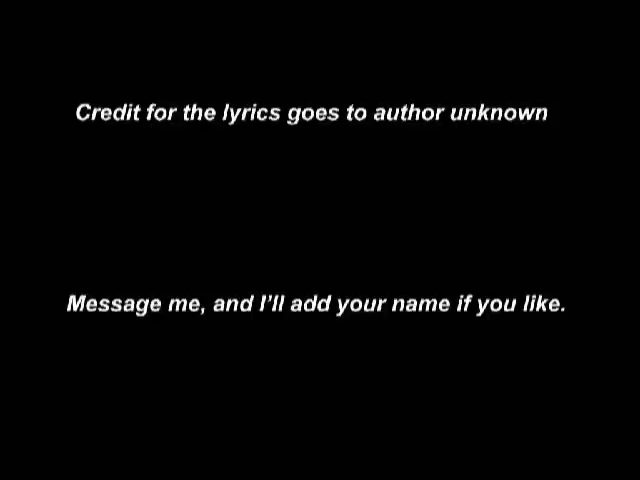 Credit for the lyrics goes to author unknown
Message me, and I'll add your name if you like.